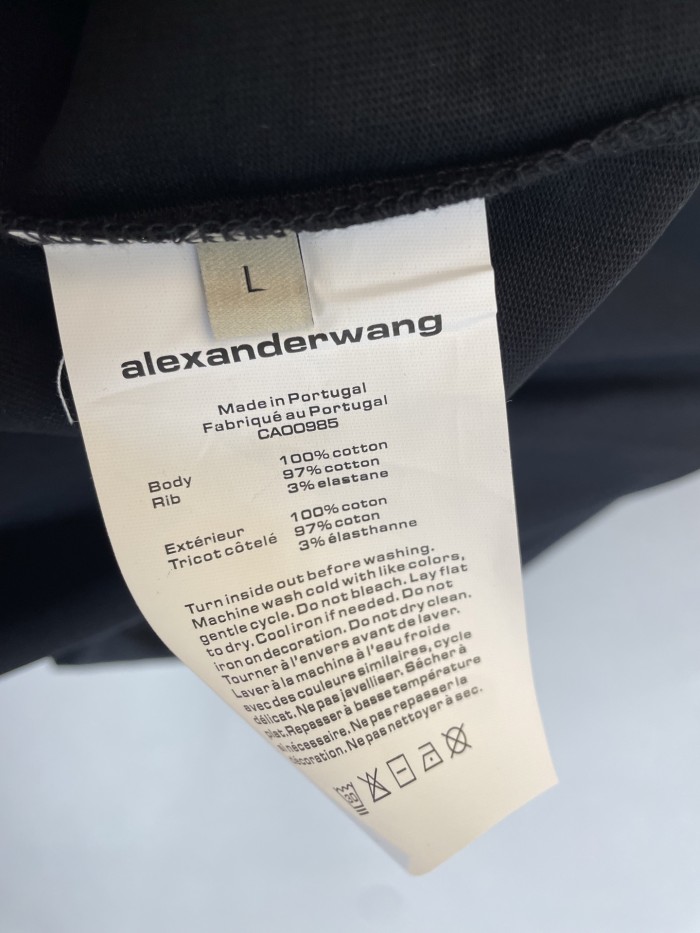 L
alexanderwang
Made in Portugal
Fabriqué au Portugal
CA00985
Body 100% cotton
Rib 97% cotton
3% elastane
Extérieur 100% coton
Tricot côtelé 97% coton
3% élasthanne
Turn inside out before washing.
Machine wash cold with like colors,
gentle cycle. Do not bleach. Lay flat
to dry. Cool iron if needed. Do not
iron on decoration. Do not dry clean.
Tourner à l'envers avant de laver.
Laver à la machine à l'eau froide
avec des couleurs similaires, cycle
délicat. Ne pas javelliser. Sécher à
plat. Repasser à basse température
si nécessaire. Ne pas repasser la
décoration. Ne pas nettoyer à sec.
30